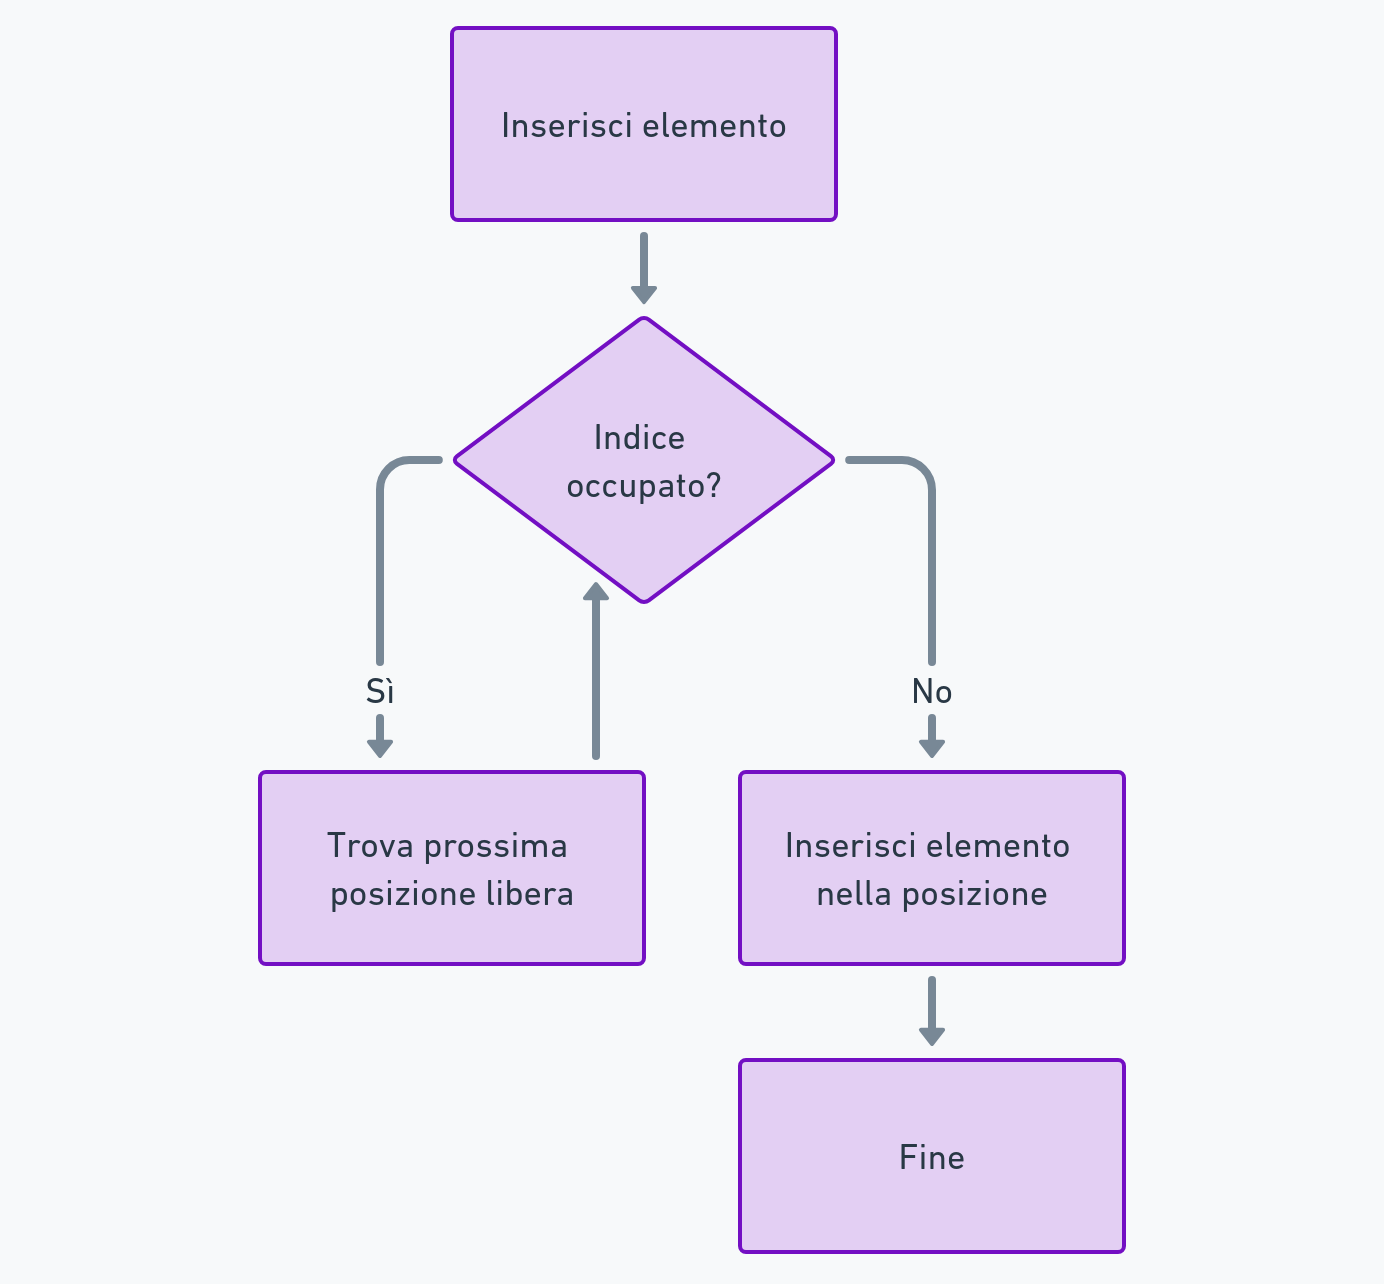 Inserisci elemento
Indice
occupato?
Sì
No
Trova prossima
posizione libera
Inserisci elemento
nella posizione
Fine